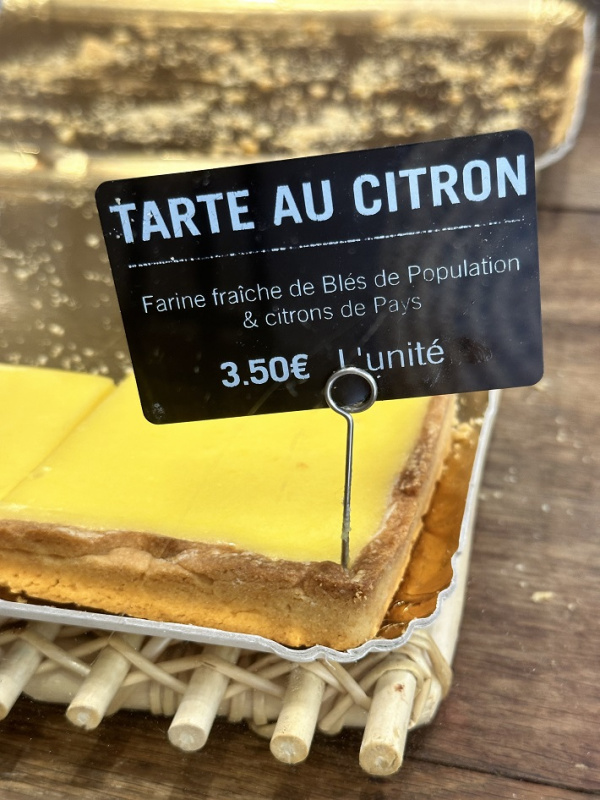 TARTE AU CITRON
Farine fraîche de Blés de Population
& citrons de Pays
3.50€ L'unité